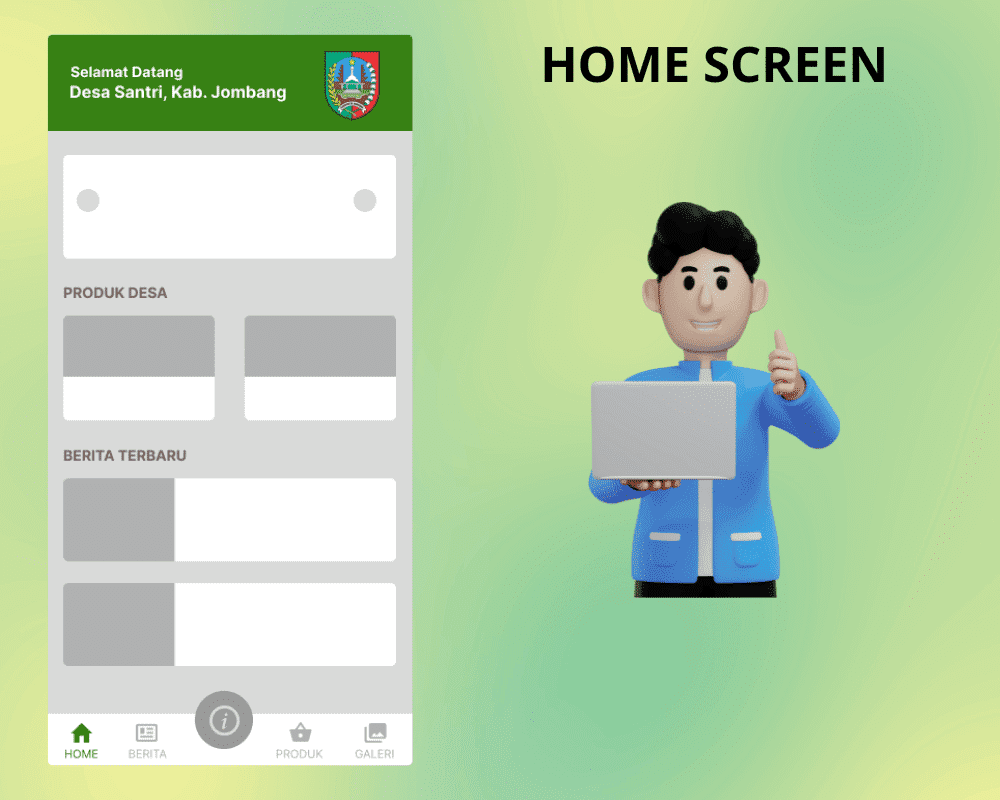 HOME SCREEN
Selamat Datang
Desa Santri, Kab. Jombang
PRODUK DESA
BERITA TERBARU
i
HOME
BERITA
PRODUK
GALERI